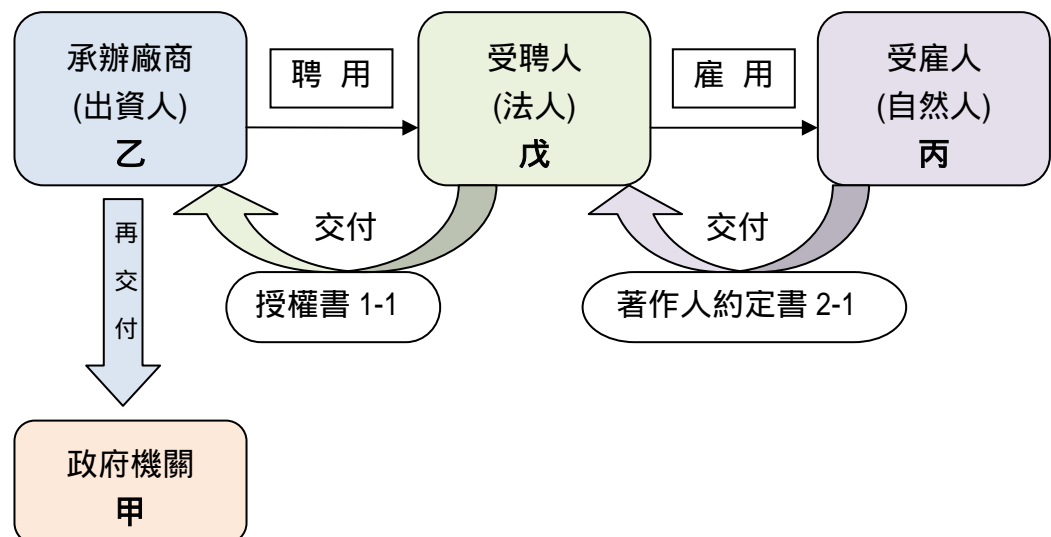 承辦廠商
(出資人)
乙
聘 用
受聘人
(法人)
戊
雇 用
受雇人
(自然人)
丙
再
交
付
交付
授權書 1-1
交付
著作人約定書 2-1
政府機關
甲